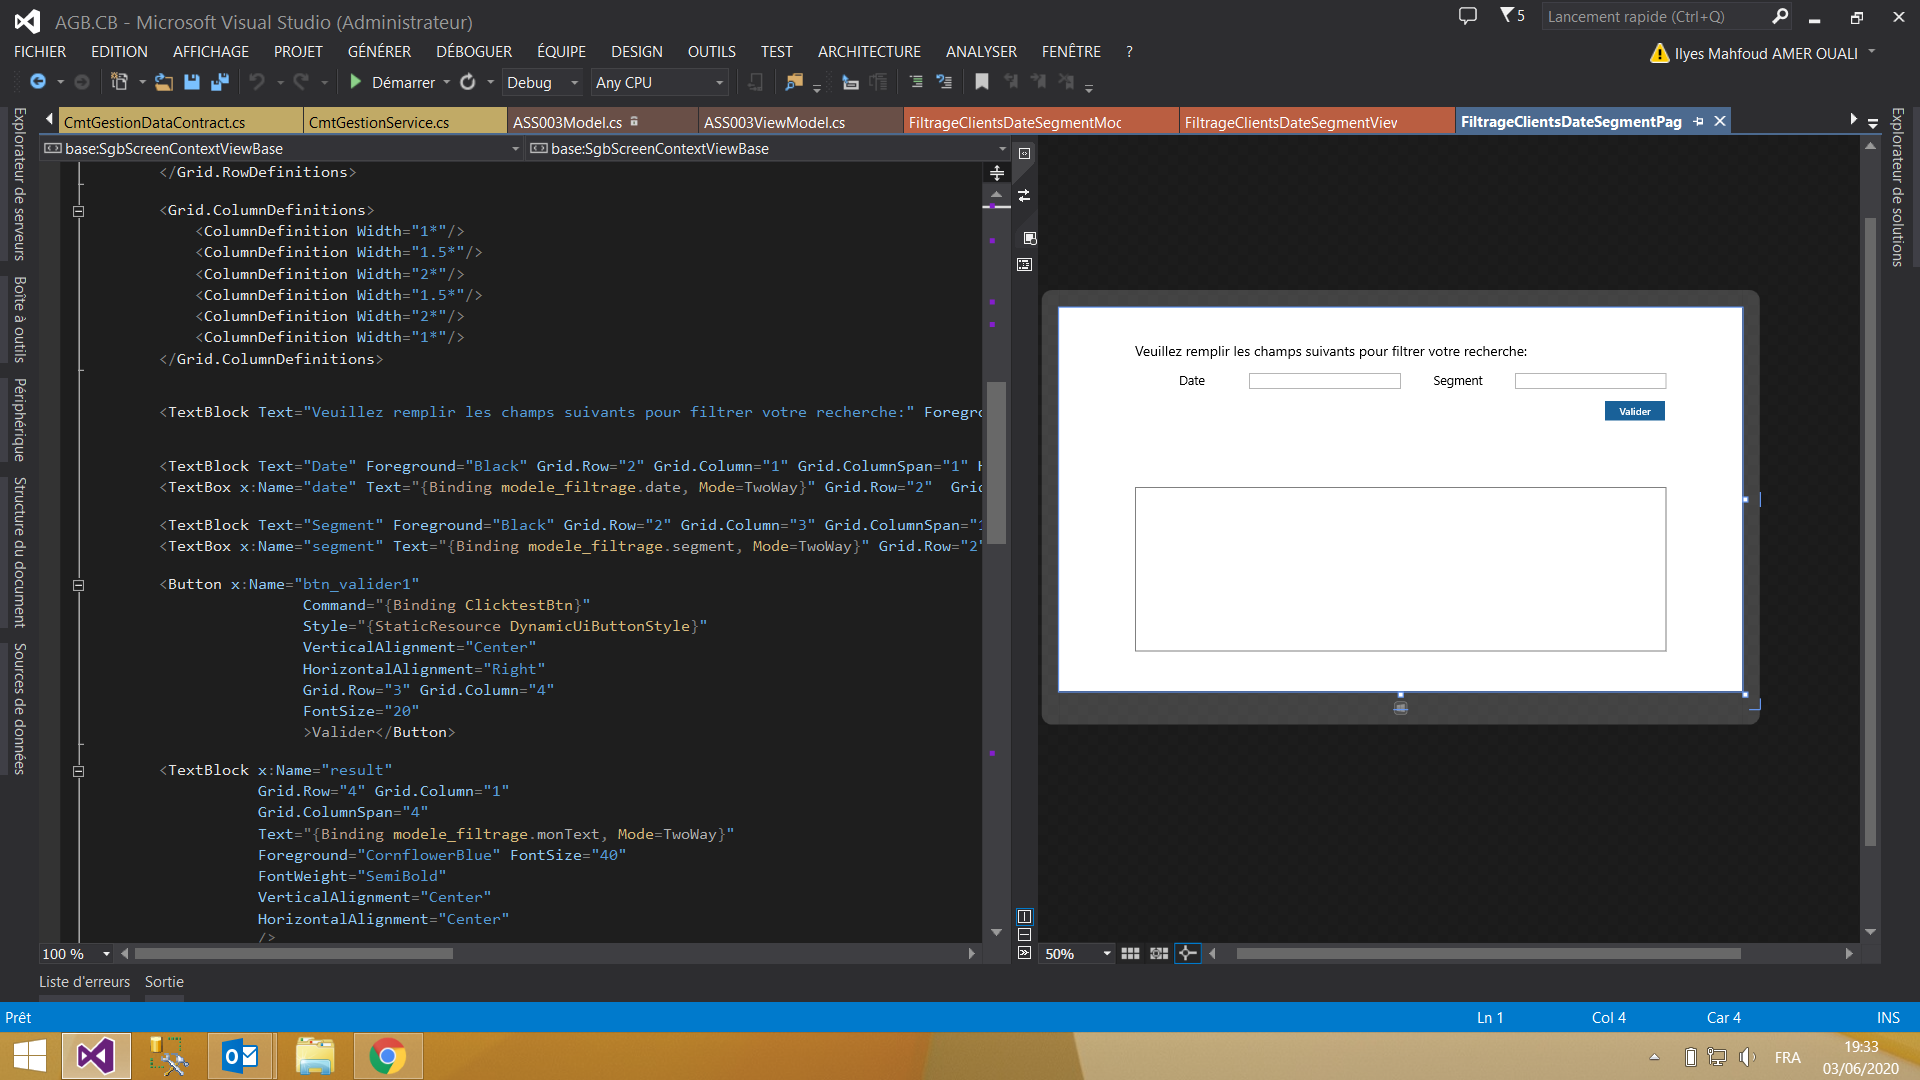 AGB.CB - Microsoft Visual Studio (Administrateur)
5
Lancement rapide (Ctrl+Q)
FICHIER EDITION AFFICHAGE PROJET GÉNÉRER DÉBOGUER ÉQUIPE DESIGN OUTILS TEST ARCHITECTURE ANALYSER FENÊTRE ?
Ilyes Mahfoud AMER OUALI
Démarrer Debug Any CPU
CmtGestionDataContract.cs CmtGestionService.cs ASS003Model.cs ASS003ViewModel.cs FiltrageClientsDateSegmentMoc FiltrageClientsDateSegmentView FiltrageClientsDateSegmentPag
base:SgbScreenContextViewBase base:SgbScreenContextViewBase
Explorateur de serveurs
Boîte à outils
Périphérique
Structure du document
Sources de données
</Grid.RowDefinitions>
<Grid.ColumnDefinitions>
<ColumnDefinition Width="1*"/>
<ColumnDefinition Width="1.5*"/>
<ColumnDefinition Width="2*"/>
<ColumnDefinition Width="1.5*"/>
<ColumnDefinition Width="2*"/>
<ColumnDefinition Width="1*"/>
</Grid.ColumnDefinitions>
<TextBlock Text="Veuillez remplir les champs suivants pour filtrer votre recherche:" Foregro
<TextBlock Text="Date" Foreground="Black" Grid.Row="2" Grid.Column="1" Grid.ColumnSpan="1" H
<TextBox x:Name="date" Text="{Binding modele_filtrage.date, Mode=TwoWay}" Grid.Row="2" Grid
<TextBlock Text="Segment" Foreground="Black" Grid.Row="2" Grid.Column="3" Grid.ColumnSpan="1
<TextBox x:Name="segment" Text="{Binding modele_filtrage.segment, Mode=TwoWay}" Grid.Row="2"
<Button x:Name="btn_valider1"
Command="{Binding ClicktestBtn}"
Style="{StaticResource DynamicUiButtonStyle}"
VerticalAlignment="Center"
HorizontalAlignment="Right"
Grid.Row="3" Grid.Column="4"
FontSize="20"
>Valider</Button>
<TextBlock x:Name="result"
Grid.Row="4" Grid.Column="1"
Grid.ColumnSpan="4"
Text="{Binding modele_filtrage.monText, Mode=TwoWay}"
Foreground="CornflowerBlue" FontSize="40"
FontWeight="SemiBold"
VerticalAlignment="Center"
HorizontalAlignment="Center"
/>
100 %
Veuillez remplir les champs suivants pour filtrer votre recherche:
Date Segment
Valider
50%
Explorateur de solutions
Liste d'erreurs Sortie
Prêt Ln 1 Col 4 Car 4 INS
FRA
19:33
03/06/2020